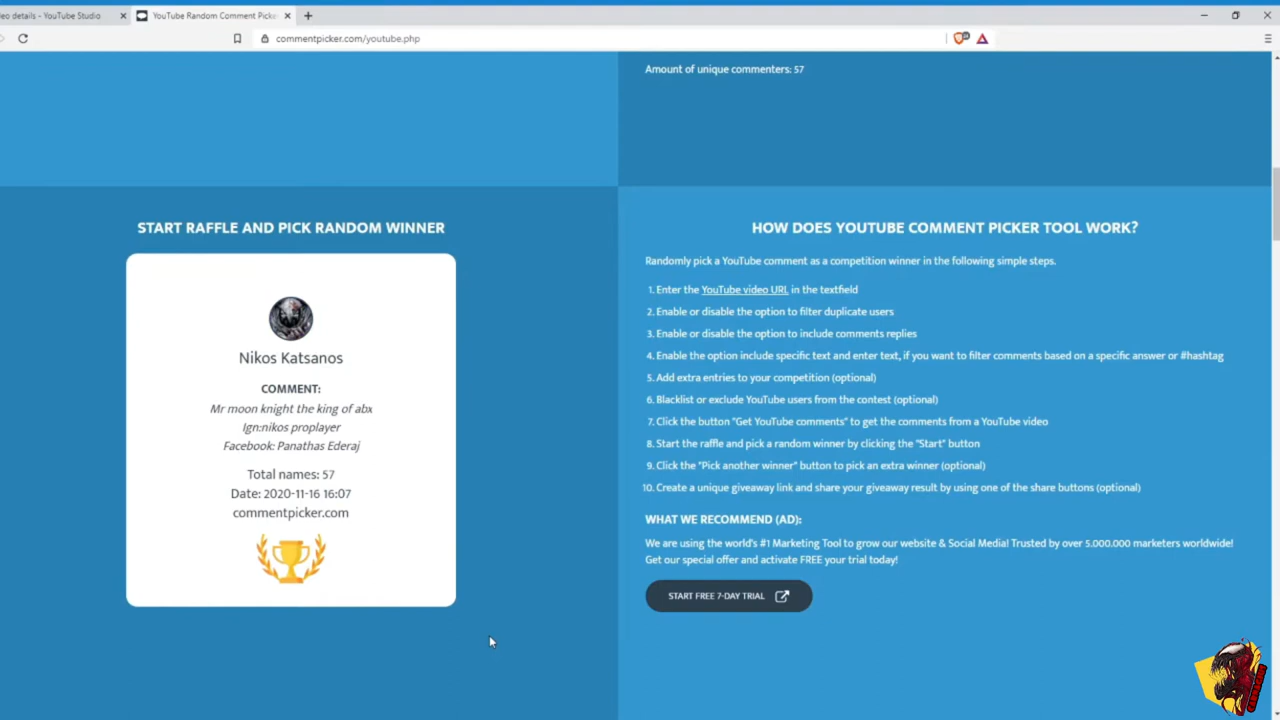 eo details - YouTube Studio
YouTube Random Comment Picke
commentpicker.com/youtube.php
Amount of unique commenters: 57
START RAFFLE AND PICK RANDOM WINNER
Nikos Katsanos
COMMENT:
Mr moon knight the king of abx
Ign:nikos proplayer
Facebook: Panathas Ederaj
Total names: 57
Date: 2020-11-16 16:07
commentpicker.com
HOW DOES YOUTUBE COMMENT PICKER TOOL WORK?
Randomly pick a YouTube comment as a competition winner in the following simple steps.
1. Enter the YouTube video URL in the textfield
2. Enable or disable the option to filter duplicate users
3. Enable or disable the option to include comments replies
4. Enable the option include specific text and enter text, if you want to filter comments based on a specific answer or #hashtag
5. Add extra entries to your competition (optional)
6. Blacklist or exclude YouTube users from the contest (optional)
7. Click the button "Get YouTube comments" to get the comments from a YouTube video
8. Start the raffle and pick a random winner by clicking the "Start" button
9. Click the "Pick another winner" button to pick an extra winner (optional)
10. Create a unique giveaway link and share your giveaway result by using one of the share buttons (optional)
WHAT WE RECOMMEND (AD):
We are using the world's #1 Marketing Tool to grow our website & Social Media! Trusted by over 5.000.000 marketers worldwide!
Get our special offer and activate FREE your trial today!
START FREE 7-DAY TRIAL